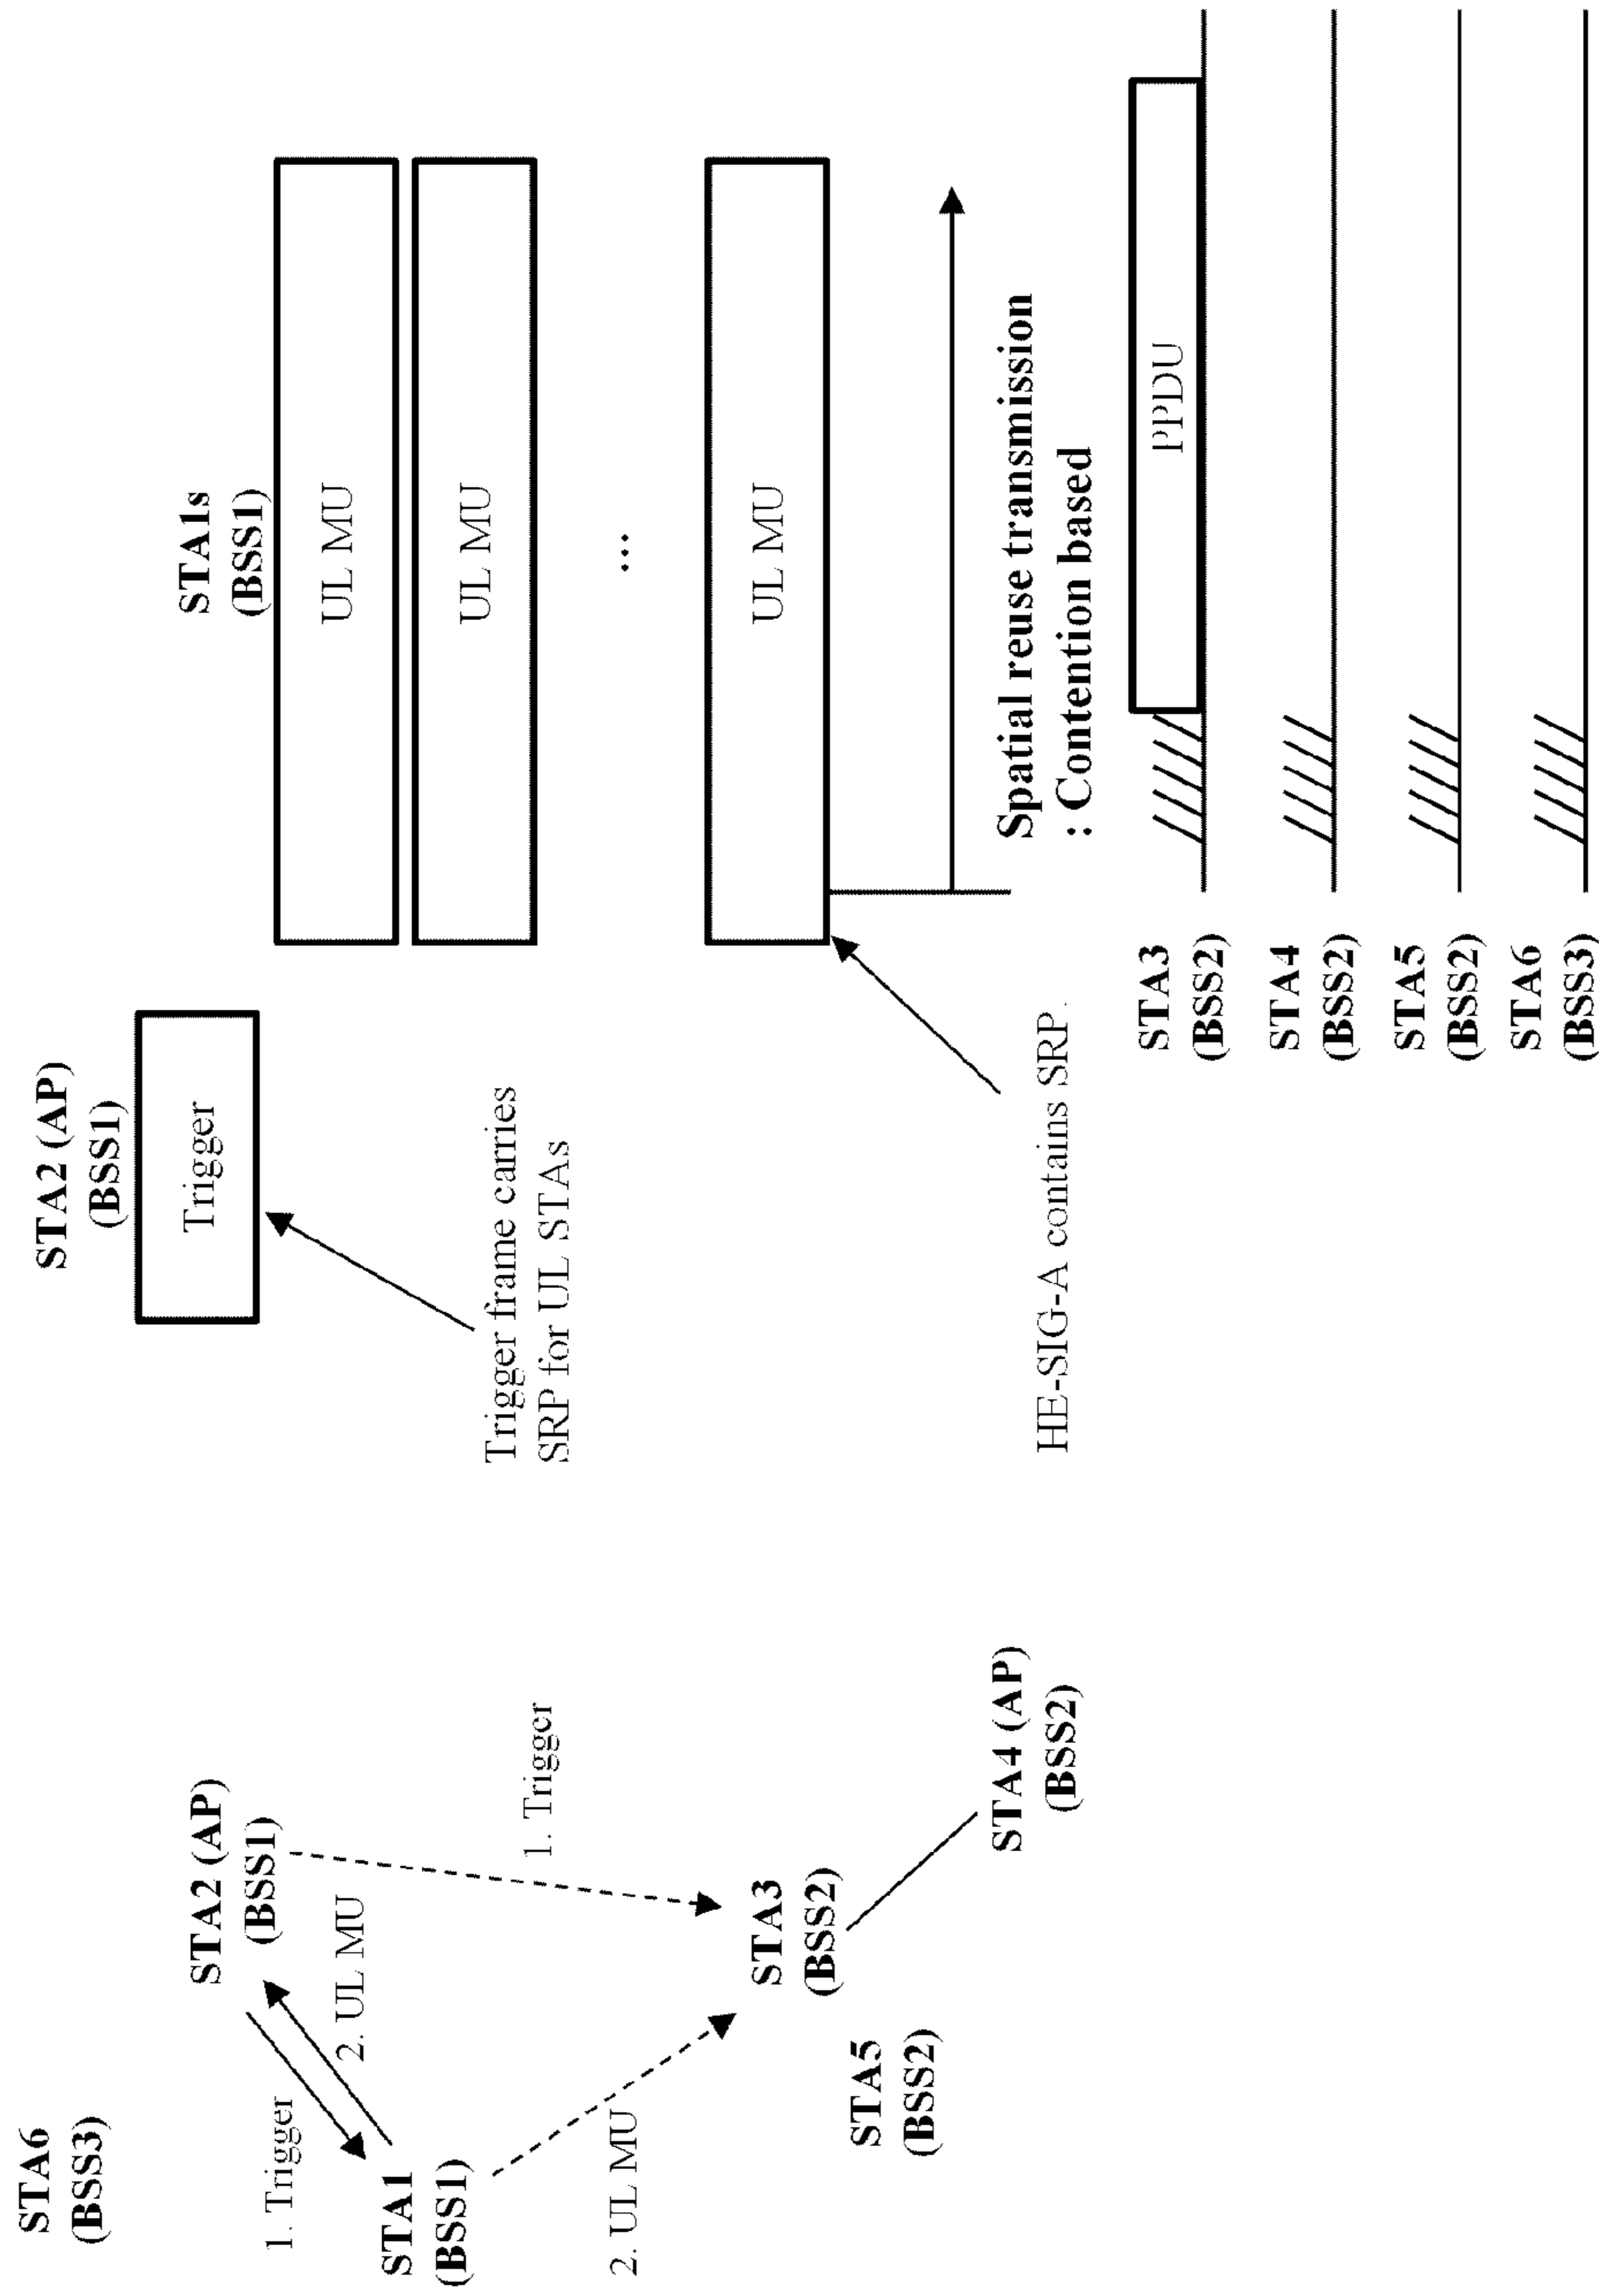 STA6
(BSS3)
STA2 (AP)
(BSS1)
1. Trigger
2. UL MU
STA1
(BSS1)
1. Trigger
2. UL MU
STA3
(BSS2)
STA5
(BSS2)
STA4 (AP)
(BSS2)
STA2 (AP)
(BSS1)
Trigger
Trigger frame carries
SRP for UL STAs
STA1s
(BSS1)
UL MU
UL MU
...
UL MU
HE-SIG-A contains SRP.
Spatial reuse transmission
: Contention based
STA3
(BSS2)
PPDU
STA4
(BSS2)
STA5
(BSS2)
STA6
(BSS3)